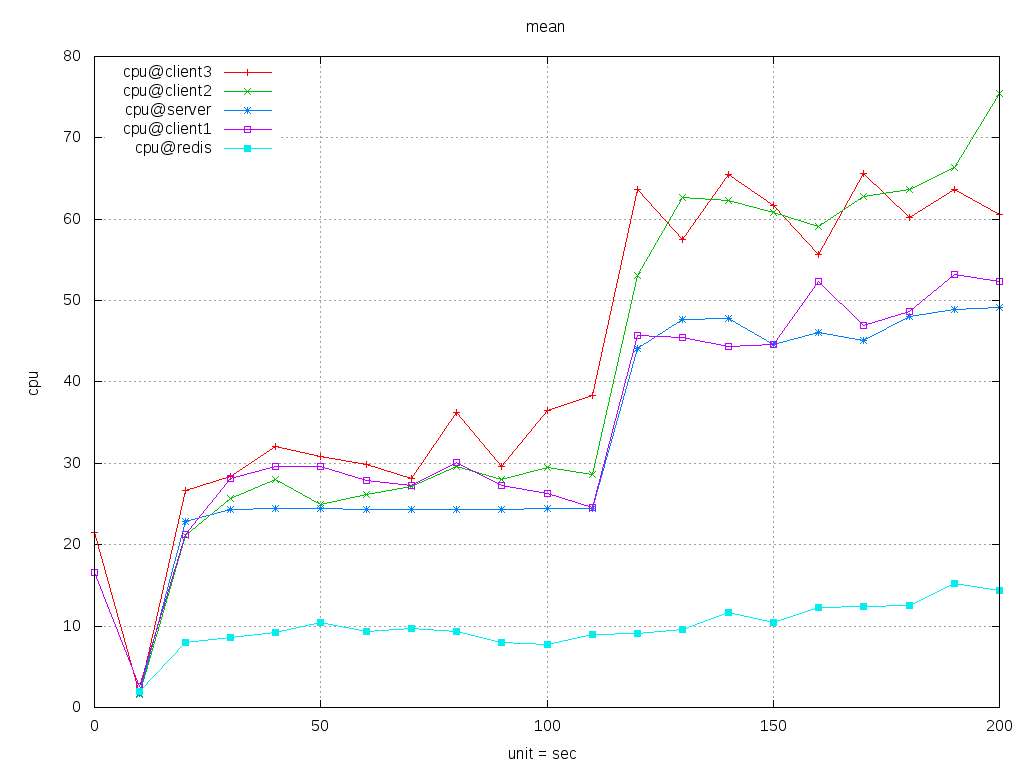 mean
80
70
60
50
40
30
20
10
0
cpu
cpu@client3
cpu@client2
cpu@server
cpu@client1
cpu@redis
0 50 100 150 200
unit = sec